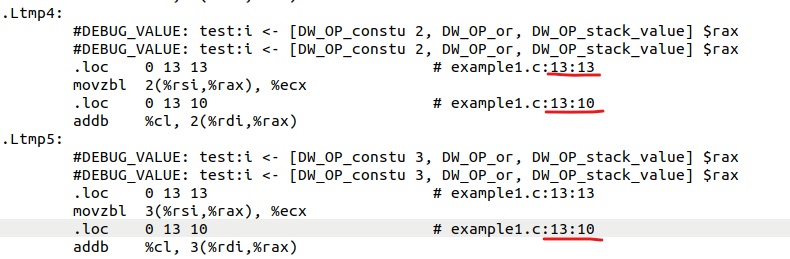 .Ltmp4:
#DEBUG_VALUE: test:i <- [DW_OP_constu 2, DW_OP_or, DW_OP_stack_value] $rax
#DEBUG_VALUE: test:i <- [DW_OP_constu 2, DW_OP_or, DW_OP_stack_value] $rax
.loc 0 13 13 # example1.c:13:13
movzbl 2(%rsi,%rax), %ecx
.loc 0 13 10 # example1.c:13:10
addb %cl, 2(%rdi,%rax)
.Ltmp5:
#DEBUG_VALUE: test:i <- [DW_OP_constu 3, DW_OP_or, DW_OP_stack_value] $rax
#DEBUG_VALUE: test:i <- [DW_OP_constu 3, DW_OP_or, DW_OP_stack_value] $rax
.loc 0 13 13 # example1.c:13:13
movzbl 3(%rsi,%rax), %ecx
.loc 0 13 10 # example1.c:13:10
addb %cl, 3(%rdi,%rax)